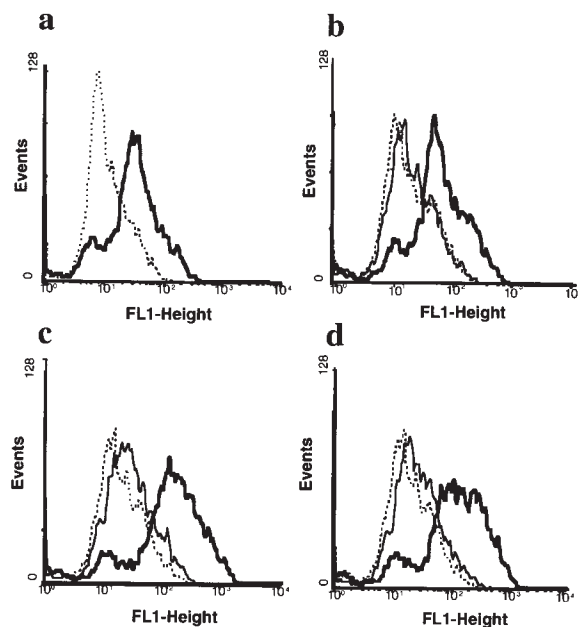 a
128
Events
0
10⁰ 10¹ 10² 10³ 10⁴
FL1-Height
b
128
Events
0
10⁰ 10¹ 10² 10³
FL1-Height
c
128
Events
0
10⁰ 10¹ 10² 10³ 10⁴
FL1-Height
d
128
Events
0
10⁰ 10¹ 10² 10³ 10⁴
FL1-Height